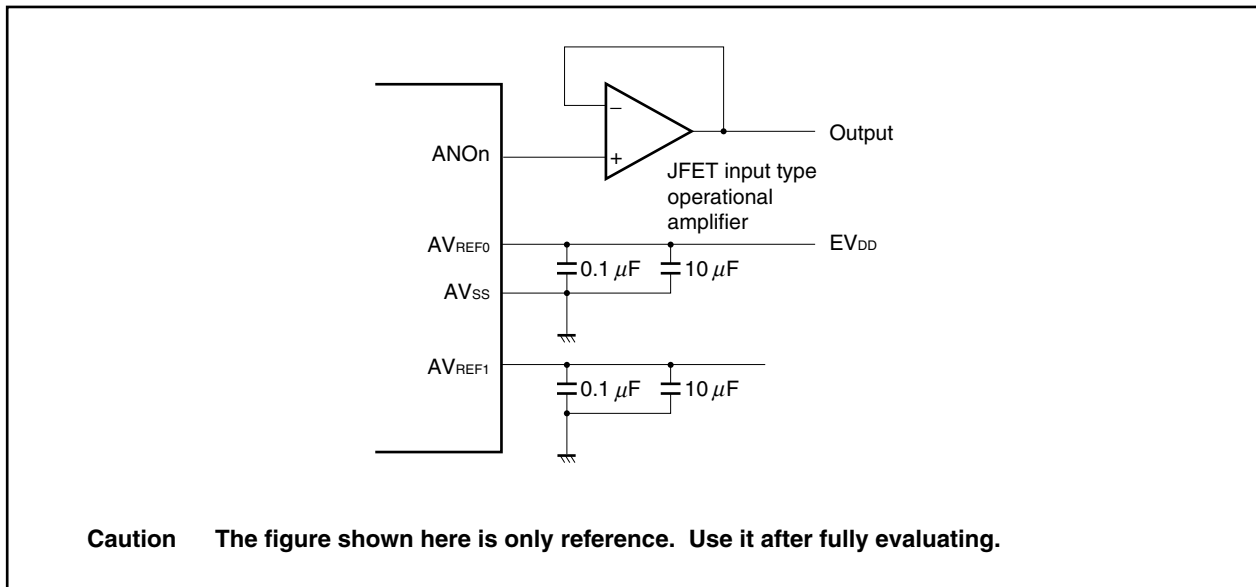 −
Output
ANOn
+
JFET input type
operational
amplifier
AVREF0
EVDD
0.1 μF
10 μF
AVSS
AVREF1
0.1 μF
10 μF
Caution The figure shown here is only reference. Use it after fully evaluating.